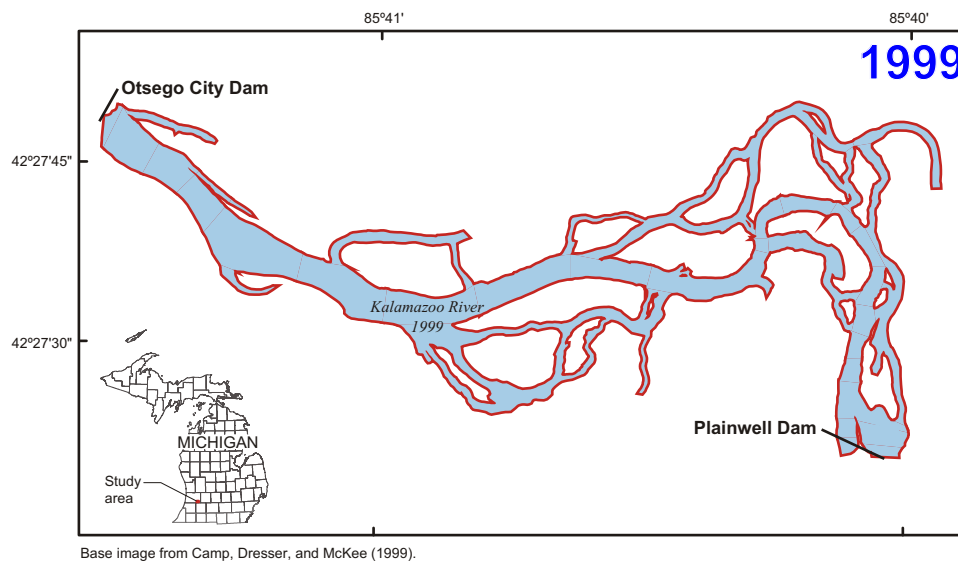 85º41'
85º40'
1999
Otsego City Dam
42º27'45"
Kalamazoo River
1999
42º27'30"
MICHIGAN
Plainwell Dam
Study
area
Base image from Camp, Dresser, and McKee (1999).